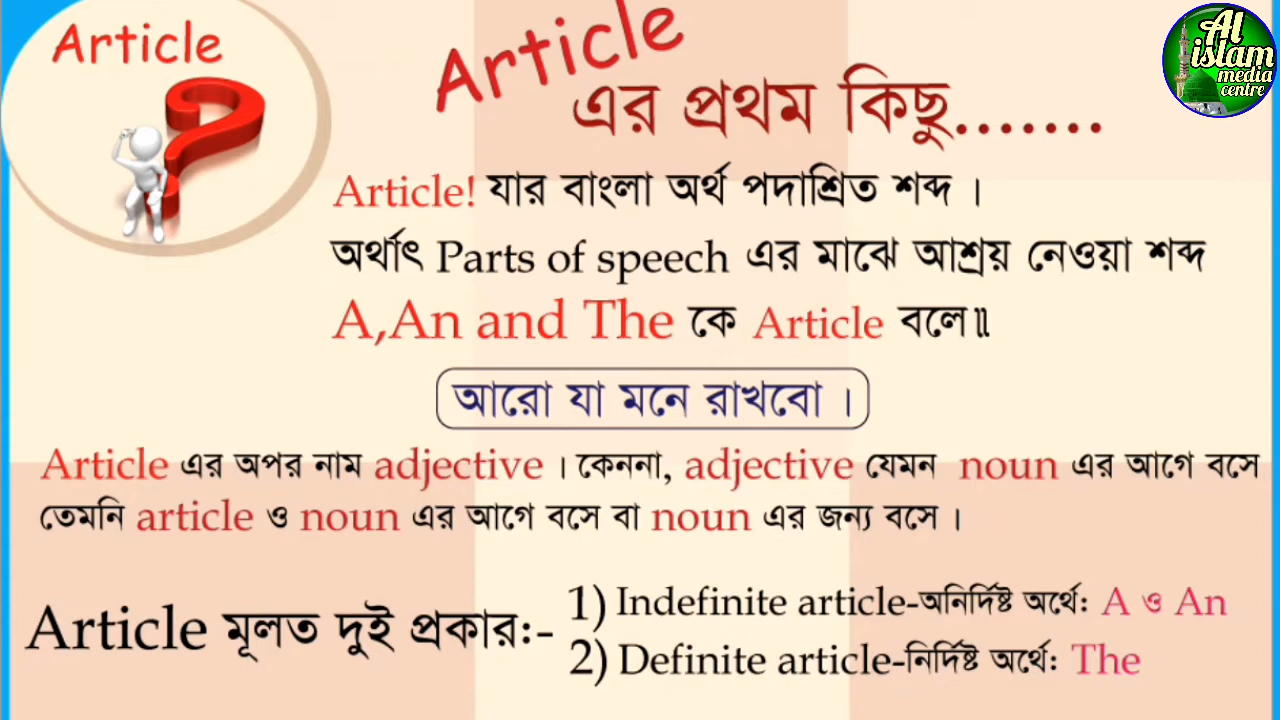 Article
Article
এর প্রথম কিছু.......
Al
islam
media
centre
Article! যার বাংলা অর্থ পদাশ্রিত শব্দ ।
অর্থাৎ Parts of speech এর মাঝে আশ্রয় নেওয়া শব্দ
A,An and The কে Article বলে॥
আরো যা মনে রাখবো ।
Article এর অপর নাম adjective । কেননা, adjective যেমন noun এর আগে বসে
তেমনি article ও noun এর আগে বসে বা noun এর জন্য বসে ।
Article মূলত দুই প্রকার:-
1) Indefinite article-অনির্দিষ্ট অর্থে: A ও An
2) Definite article-নির্দিষ্ট অর্থে: The